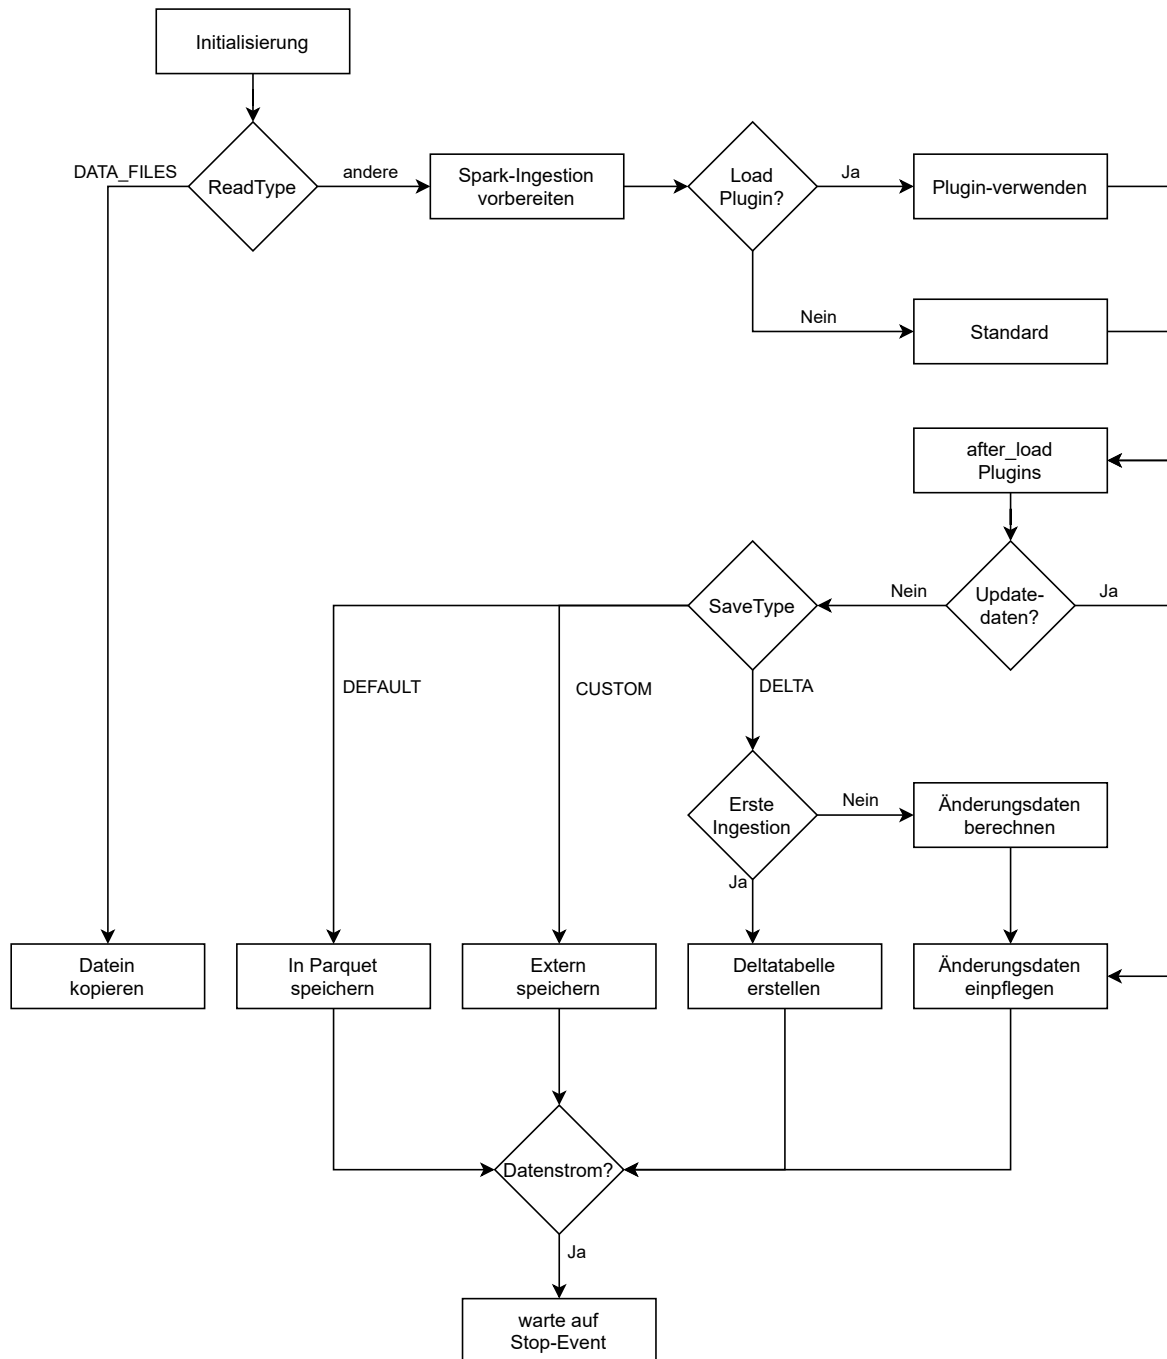 Initialisierung
DATA_FILES
ReadType
andere
Spark-Ingestion
vorbereiten
Load
Plugin?
Ja
Plugin-verwenden
Nein
Standard
after_load
Plugins
SaveType
Nein
Update-
daten?
Ja
DEFAULT
CUSTOM
DELTA
Erste
Ingestion
Nein
Änderungsdaten
berechnen
Ja
Datein
kopieren
In Parquet
speichern
Extern
speichern
Deltatabelle
erstellen
Änderungsdaten
einpflegen
Datenstrom?
Ja
warte auf
Stop-Event